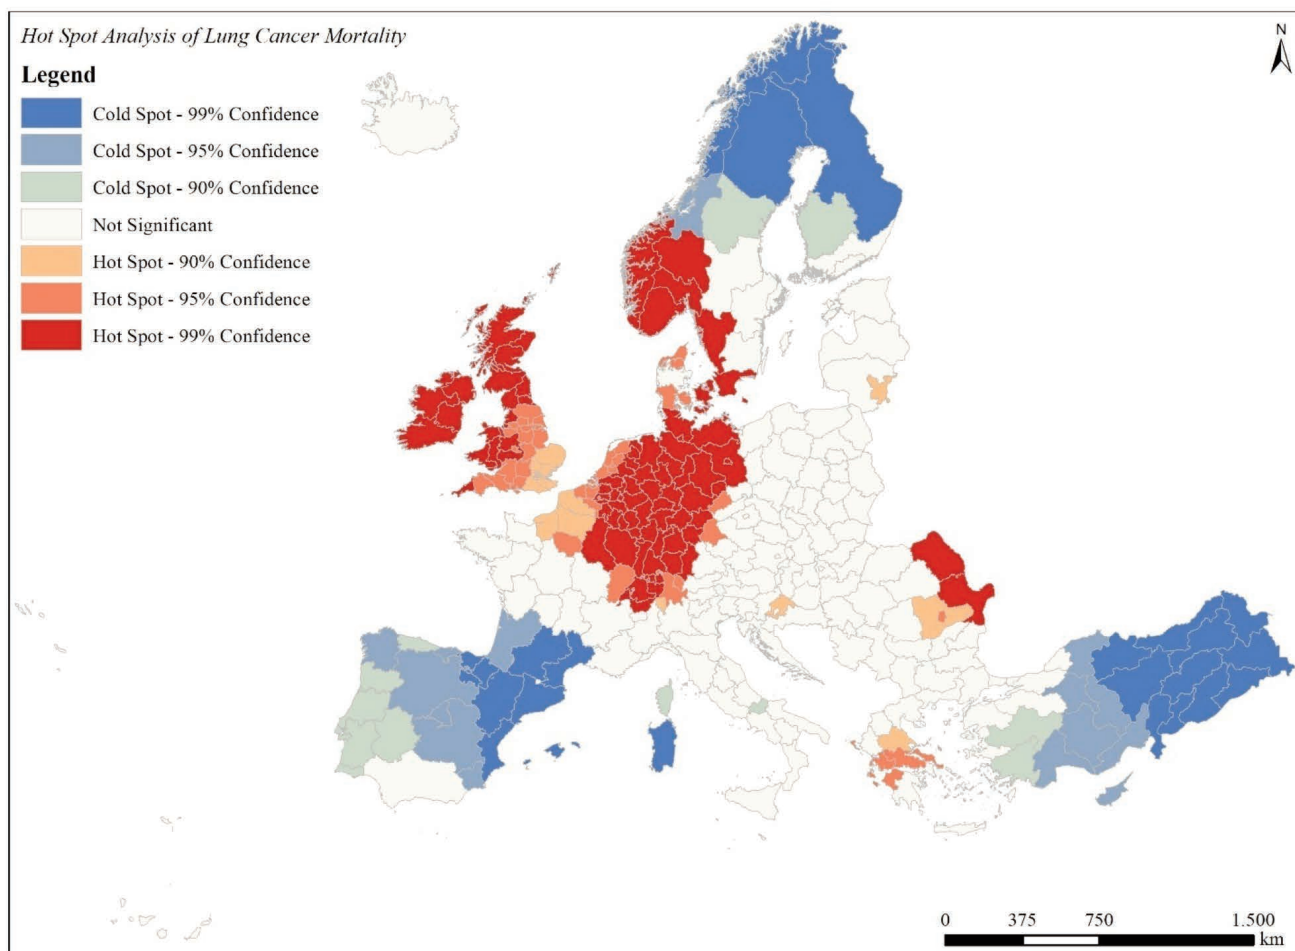 Hot Spot Analysis of Lung Cancer Mortality
N
Legend
Cold Spot - 99% Confidence
Cold Spot - 95% Confidence
Cold Spot - 90% Confidence
Not Significant
Hot Spot - 90% Confidence
Hot Spot - 95% Confidence
Hot Spot - 99% Confidence
0 375 750 1.500
km